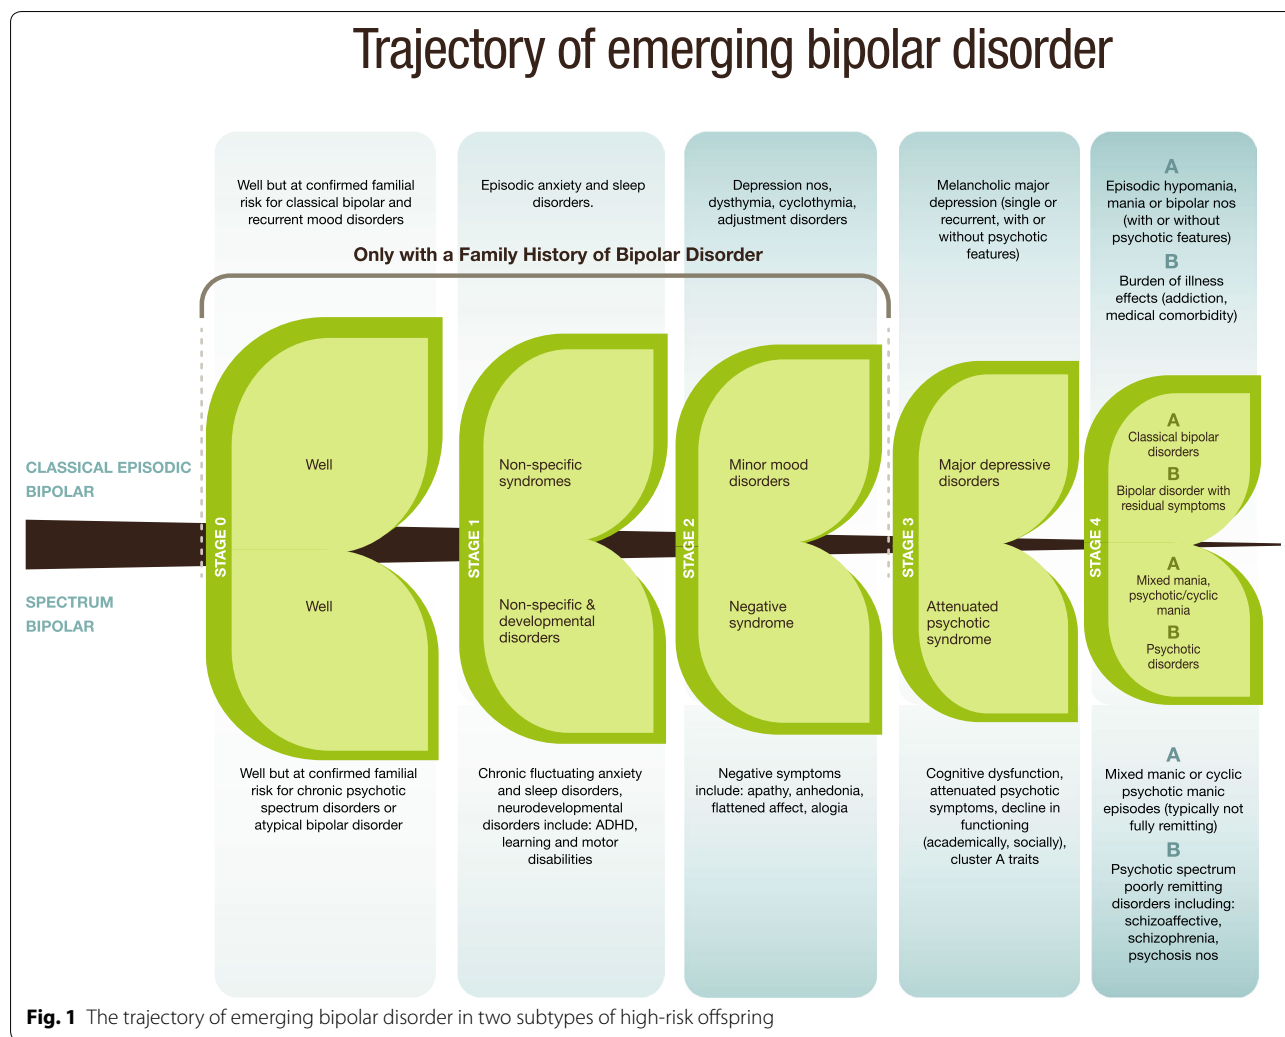 Trajectory of emerging bipolar disorder
Well but at confirmed familial
risk for classical bipolar and
recurrent mood disorders
Episodic anxiety and sleep
disorders.
Depression nos,
dysthymia, cyclothymia,
adjustment disorders
Melancholic major
depression (single or
recurrent, with or
without psychotic
features)
A
Episodic hypomania,
mania or bipolar nos
(with or without
psychotic features)
B
Burden of illness
effects (addiction,
medical comorbidity)
Only with a Family History of Bipolar Disorder
CLASSICAL EPISODIC
BIPOLAR
STAGE 0
Well
STAGE 1
Non-specific
syndromes
STAGE 2
Minor mood
disorders
STAGE 3
Major depressive
disorders
STAGE 4
A
Classical bipolar
disorders
B
Bipolar disorder with
residual symptoms
SPECTRUM
BIPOLAR
Well
Non-specific &
developmental
disorders
Negative
syndrome
Attenuated
psychotic
syndrome
A
Mixed mania,
psychotic/cyclic
mania
B
Psychotic
disorders
Well but at confirmed familial
risk for chronic psychotic
spectrum disorders or
atypical bipolar disorder
Chronic fluctuating anxiety
and sleep disorders,
neurodevelopmental
disorders include: ADHD,
learning and motor
disabilities
Negative symptoms
include: apathy, anhedonia,
flattened affect, alogia
Cognitive dysfunction,
attenuated psychotic
symptoms, decline in
functioning
(academically, socially),
cluster A traits
A
Mixed manic or cyclic
psychotic manic
episodes (typically not
fully remitting)
B
Psychotic spectrum
poorly remitting
disorders including:
schizoaffective,
schizophrenia,
psychosis nos
Fig. 1 The trajectory of emerging bipolar disorder in two subtypes of high-risk offspring